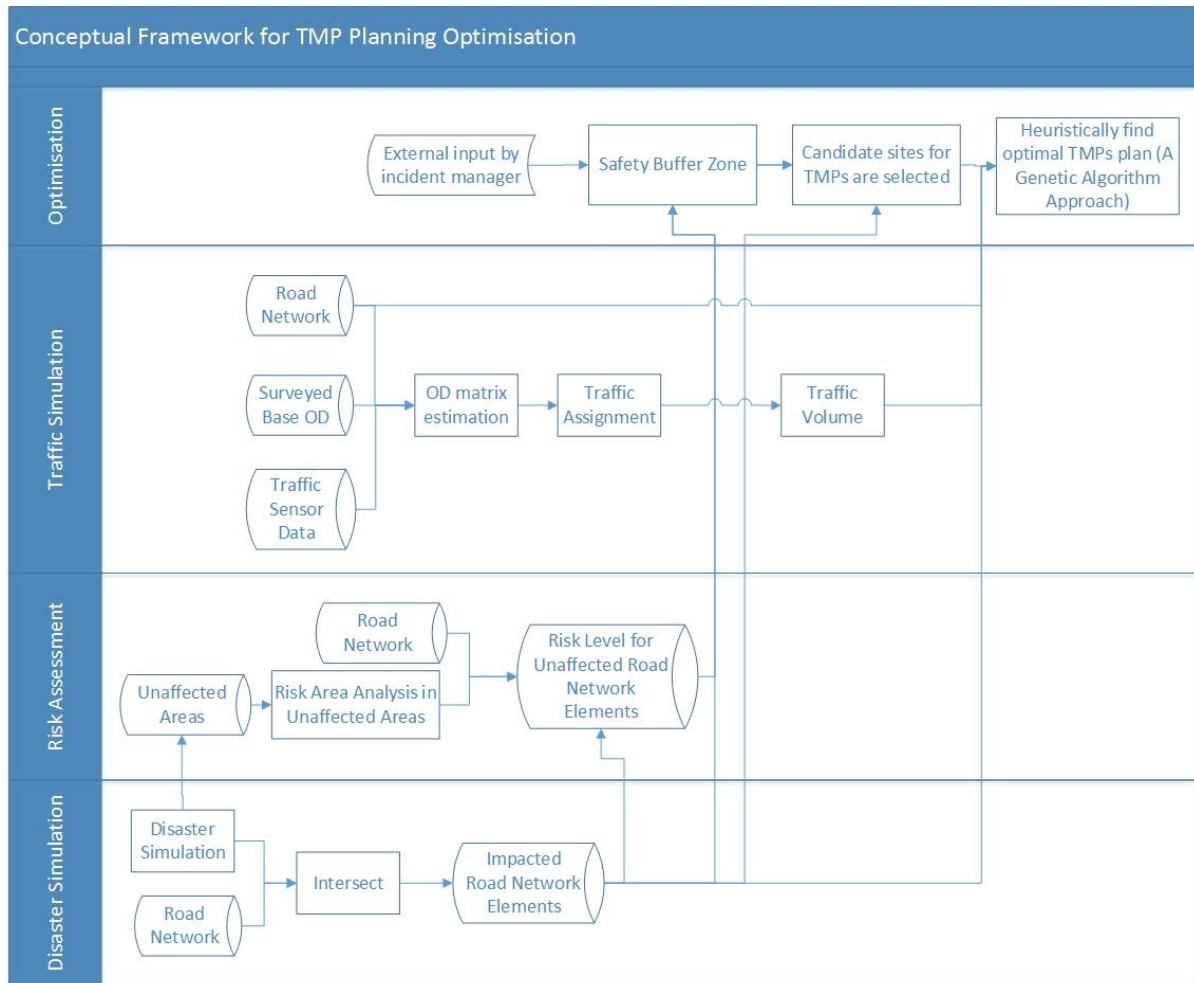 Conceptual Framework for TMP Planning Optimisation
Optimisation
External input by
incident manager
Safety Buffer Zone
Candidate sites for
TMPs are selected
Heuristically find
optimal TMPs plan (A
Genetic Algorithm
Approach)
Traffic Simulation
Road
Network
Surveyed
Base OD
Traffic
Sensor
Data
OD matrix
estimation
Traffic
Assignment
Traffic
Volume
Risk Assessment
Road
Network
Unaffected
Areas
Risk Area Analysis in
Unaffected Areas
Risk Level for
Unaffected Road
Network
Elements
Disaster Simulation
Disaster
Simulation
Road
Network
Intersect
Impacted
Road Network
Elements